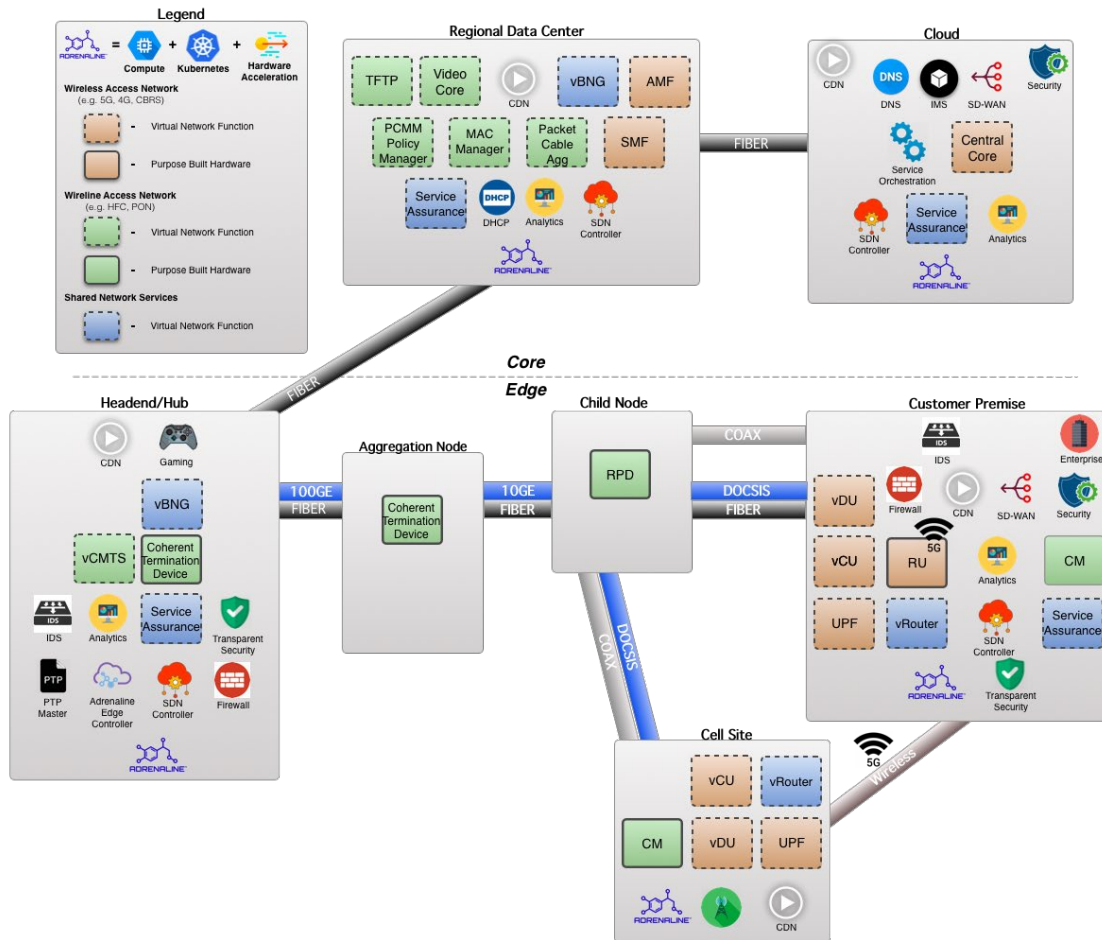 Legend
ADRENALINE™ = Compute + Kubernetes + Hardware
Acceleration
Wireless Access Network
(e.g. 5G, 4G, CBRS)
- Virtual Network Function
- Purpose Built Hardware
Wireline Access Network
(e.g. HFC, PON)
- Virtual Network Function
- Purpose Built Hardware
Shared Network Services
- Virtual Network Function
Regional Data Center
TFTP
Video
Core
CDN
vBNG
AMF
PCMM
Policy
Manager
MAC
Manager
Packet
Cable
Agg
SMF
Service
Assurance
DHCP
DHCP
Analytics
SDN
Controller
ADRENALINE™
FIBER
Cloud
CDN
DNS
DNS
IMS
SD-WAN
Security
Service
Orchestration
Central
Core
SDN
Controller
Service
Assurance
Analytics
ADRENALINE™
FIBER
Core
Edge
Headend/Hub
CDN
Gaming
vBNG
vCMTS
Coherent
Termination
Device
IDS
IDS
Analytics
Service
Assurance
Transparent
Security
PTP
PTP
Master
Adrenaline
Edge
Controller
SDN
Controller
Firewall
ADRENALINE™
100GE
FIBER
Aggregation Node
Coherent
Termination
Device
10GE
FIBER
Child Node
RPD
COAX
DOCSIS
FIBER
COAX
DOCSIS
Customer Premise
IDS
IDS
Enterprise
vDU
Firewall
CDN
SD-WAN
Security
vCU
5G
RU
Analytics
CM
UPF
vRouter
SDN
Controller
Service
Assurance
ADRENALINE™
Transparent
Security
Cell Site
5G
Wireless
vCU
vRouter
CM
vDU
UPF
ADRENALINE™
CDN